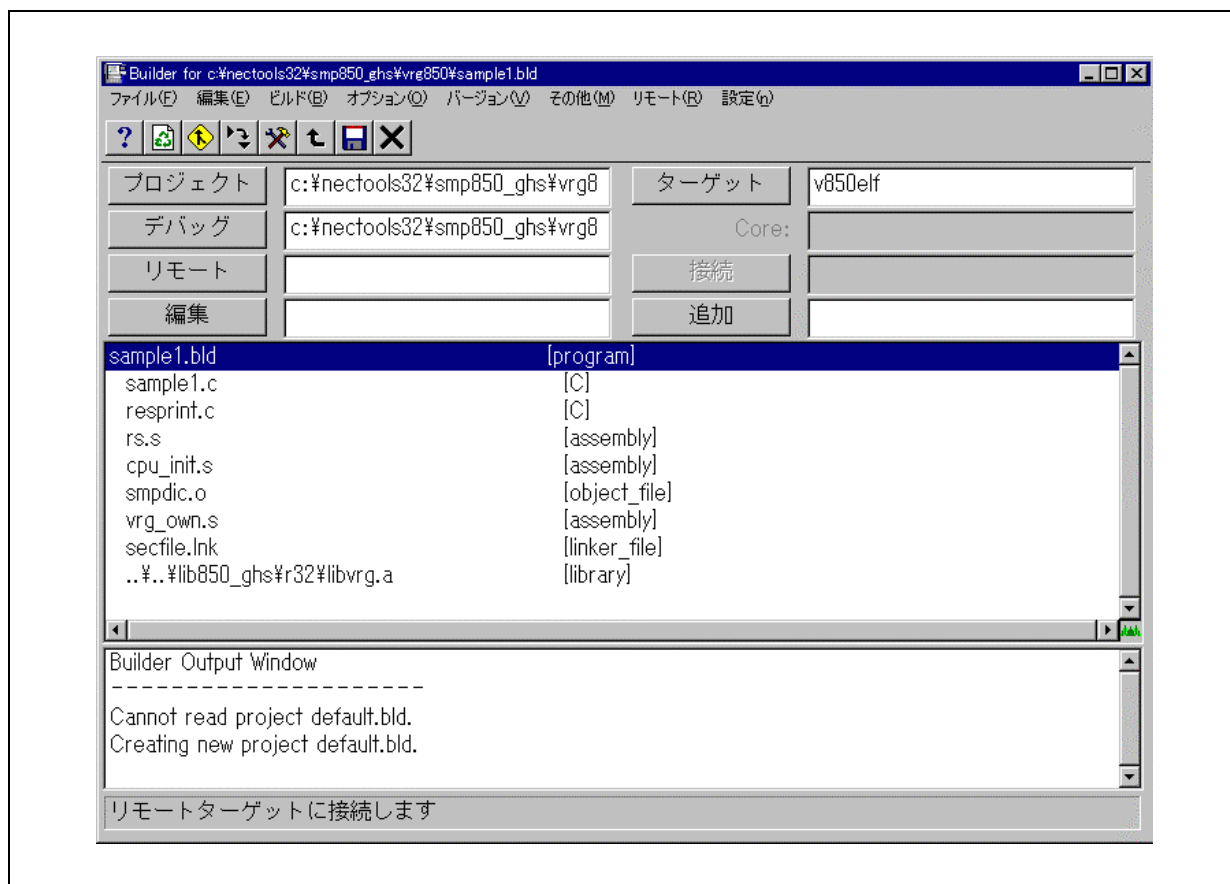 Builder for c:¥nectools32¥smp850_ghs¥vrg850¥sample1.bld
ファイル(F) 編集(E) ビルド(B) オプション(O) バージョン(V) その他(M) リモート(R) 設定(n)
プロジェクト c:¥nectools32¥smp850_ghs¥vrg8 ターゲット v850elf
デバッグ c:¥nectools32¥smp850_ghs¥vrg8 Core:
リモート 接続
編集 追加
sample1.bld [program]
sample1.c [C]
resprint.c [C]
rs.s [assembly]
cpu_init.s [assembly]
smpdic.o [object_file]
vrg_own.s [assembly]
secfile.lnk [linker_file]
..¥..¥lib850_ghs¥r32¥libvrg.a [library]
Builder Output Window
----------------------
Cannot read project default.bld.
Creating new project default.bld.
リモートターゲットに接続します